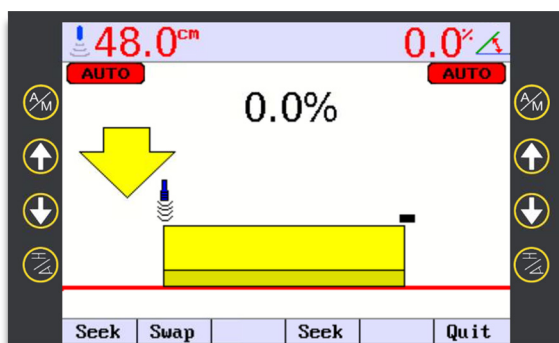 48.0cm 0.0%
AUTO AUTO
A/M A/M
0.0%
H/∠ H/∠
Seek Swap Seek Quit